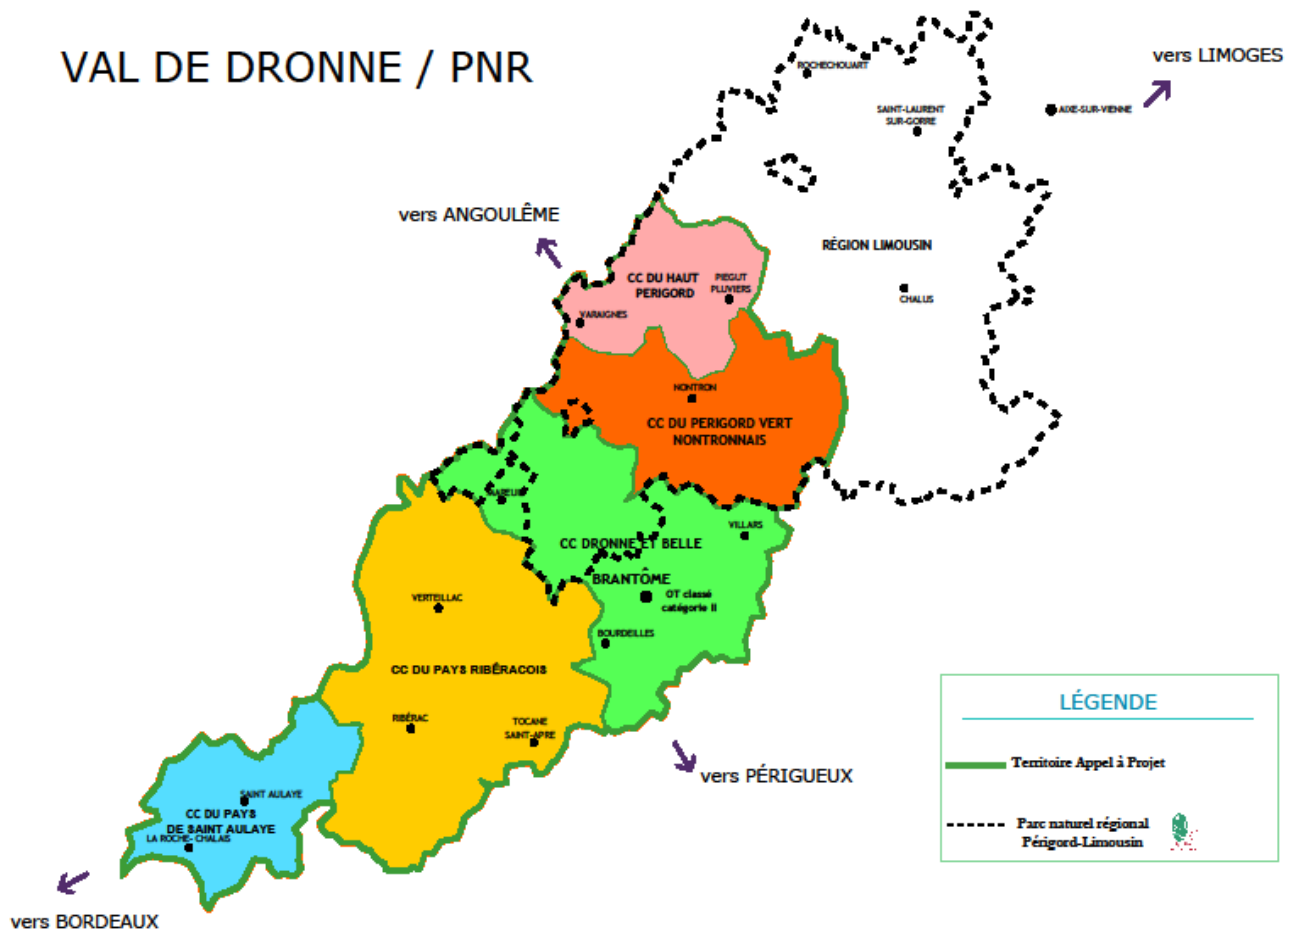 VAL DE DRONNE / PNR
vers LIMOGES
ROCHECHOUART
SAINT-LAURENT
SUR-GORRE
AIXE-SUR-VIENNE
vers ANGOULÊME
RÉGION LIMOUSIN
CC DU HAUT
PERIGORD
PIEGUT
PLUVIERS
CHALUS
VARAIGNES
NONTRON
CC DU PERIGORD VERT
NONTRONNAIS
MAREUIL
VILLARS
CC DRONNE ET BELLE
BRANTÔME
OT classé
catégorie II
VERTEILLAC
BOURDEILLES
CC DU PAYS RIBÉRACOIS
RIBÉRAC
TOCANE
SAINT-APRE
vers PÉRIGUEUX
SAINT AULAYE
CC DU PAYS
DE SAINT AULAYE
LA ROCHE- CHALAIS
vers BORDEAUX
LÉGENDE
Territoire Appel à Projet
Parc naturel régional
Périgord-Limousin